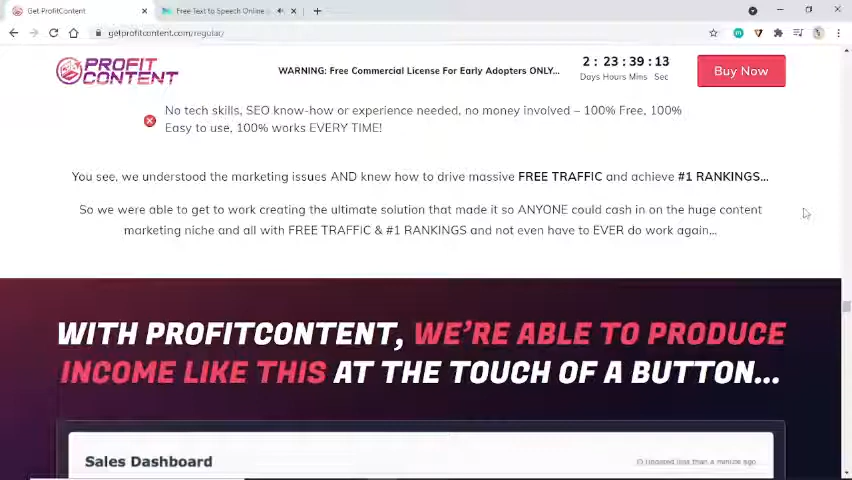 Get ProfitContent
Free Text to Speech Online
getprofitcontent.com/regular/
PROFIT
CONTENT
WARNING: Free Commercial License For Early Adopters ONLY...
2 : 23 : 39 : 13
Days Hours Mins Sec
Buy Now
No tech skills, SEO know-how or experience needed, no money involved – 100% Free, 100%
Easy to use, 100% works EVERY TIME!
You see, we understood the marketing issues AND knew how to drive massive FREE TRAFFIC and achieve #1 RANKINGS...
So we were able to get to work creating the ultimate solution that made it so ANYONE could cash in on the huge content
marketing niche and all with FREE TRAFFIC & #1 RANKINGS and not even have to EVER do work again...
WITH PROFITCONTENT, WE'RE ABLE TO PRODUCE
INCOME LIKE THIS AT THE TOUCH OF A BUTTON...
Sales Dashboard
Updated less than a minute ago